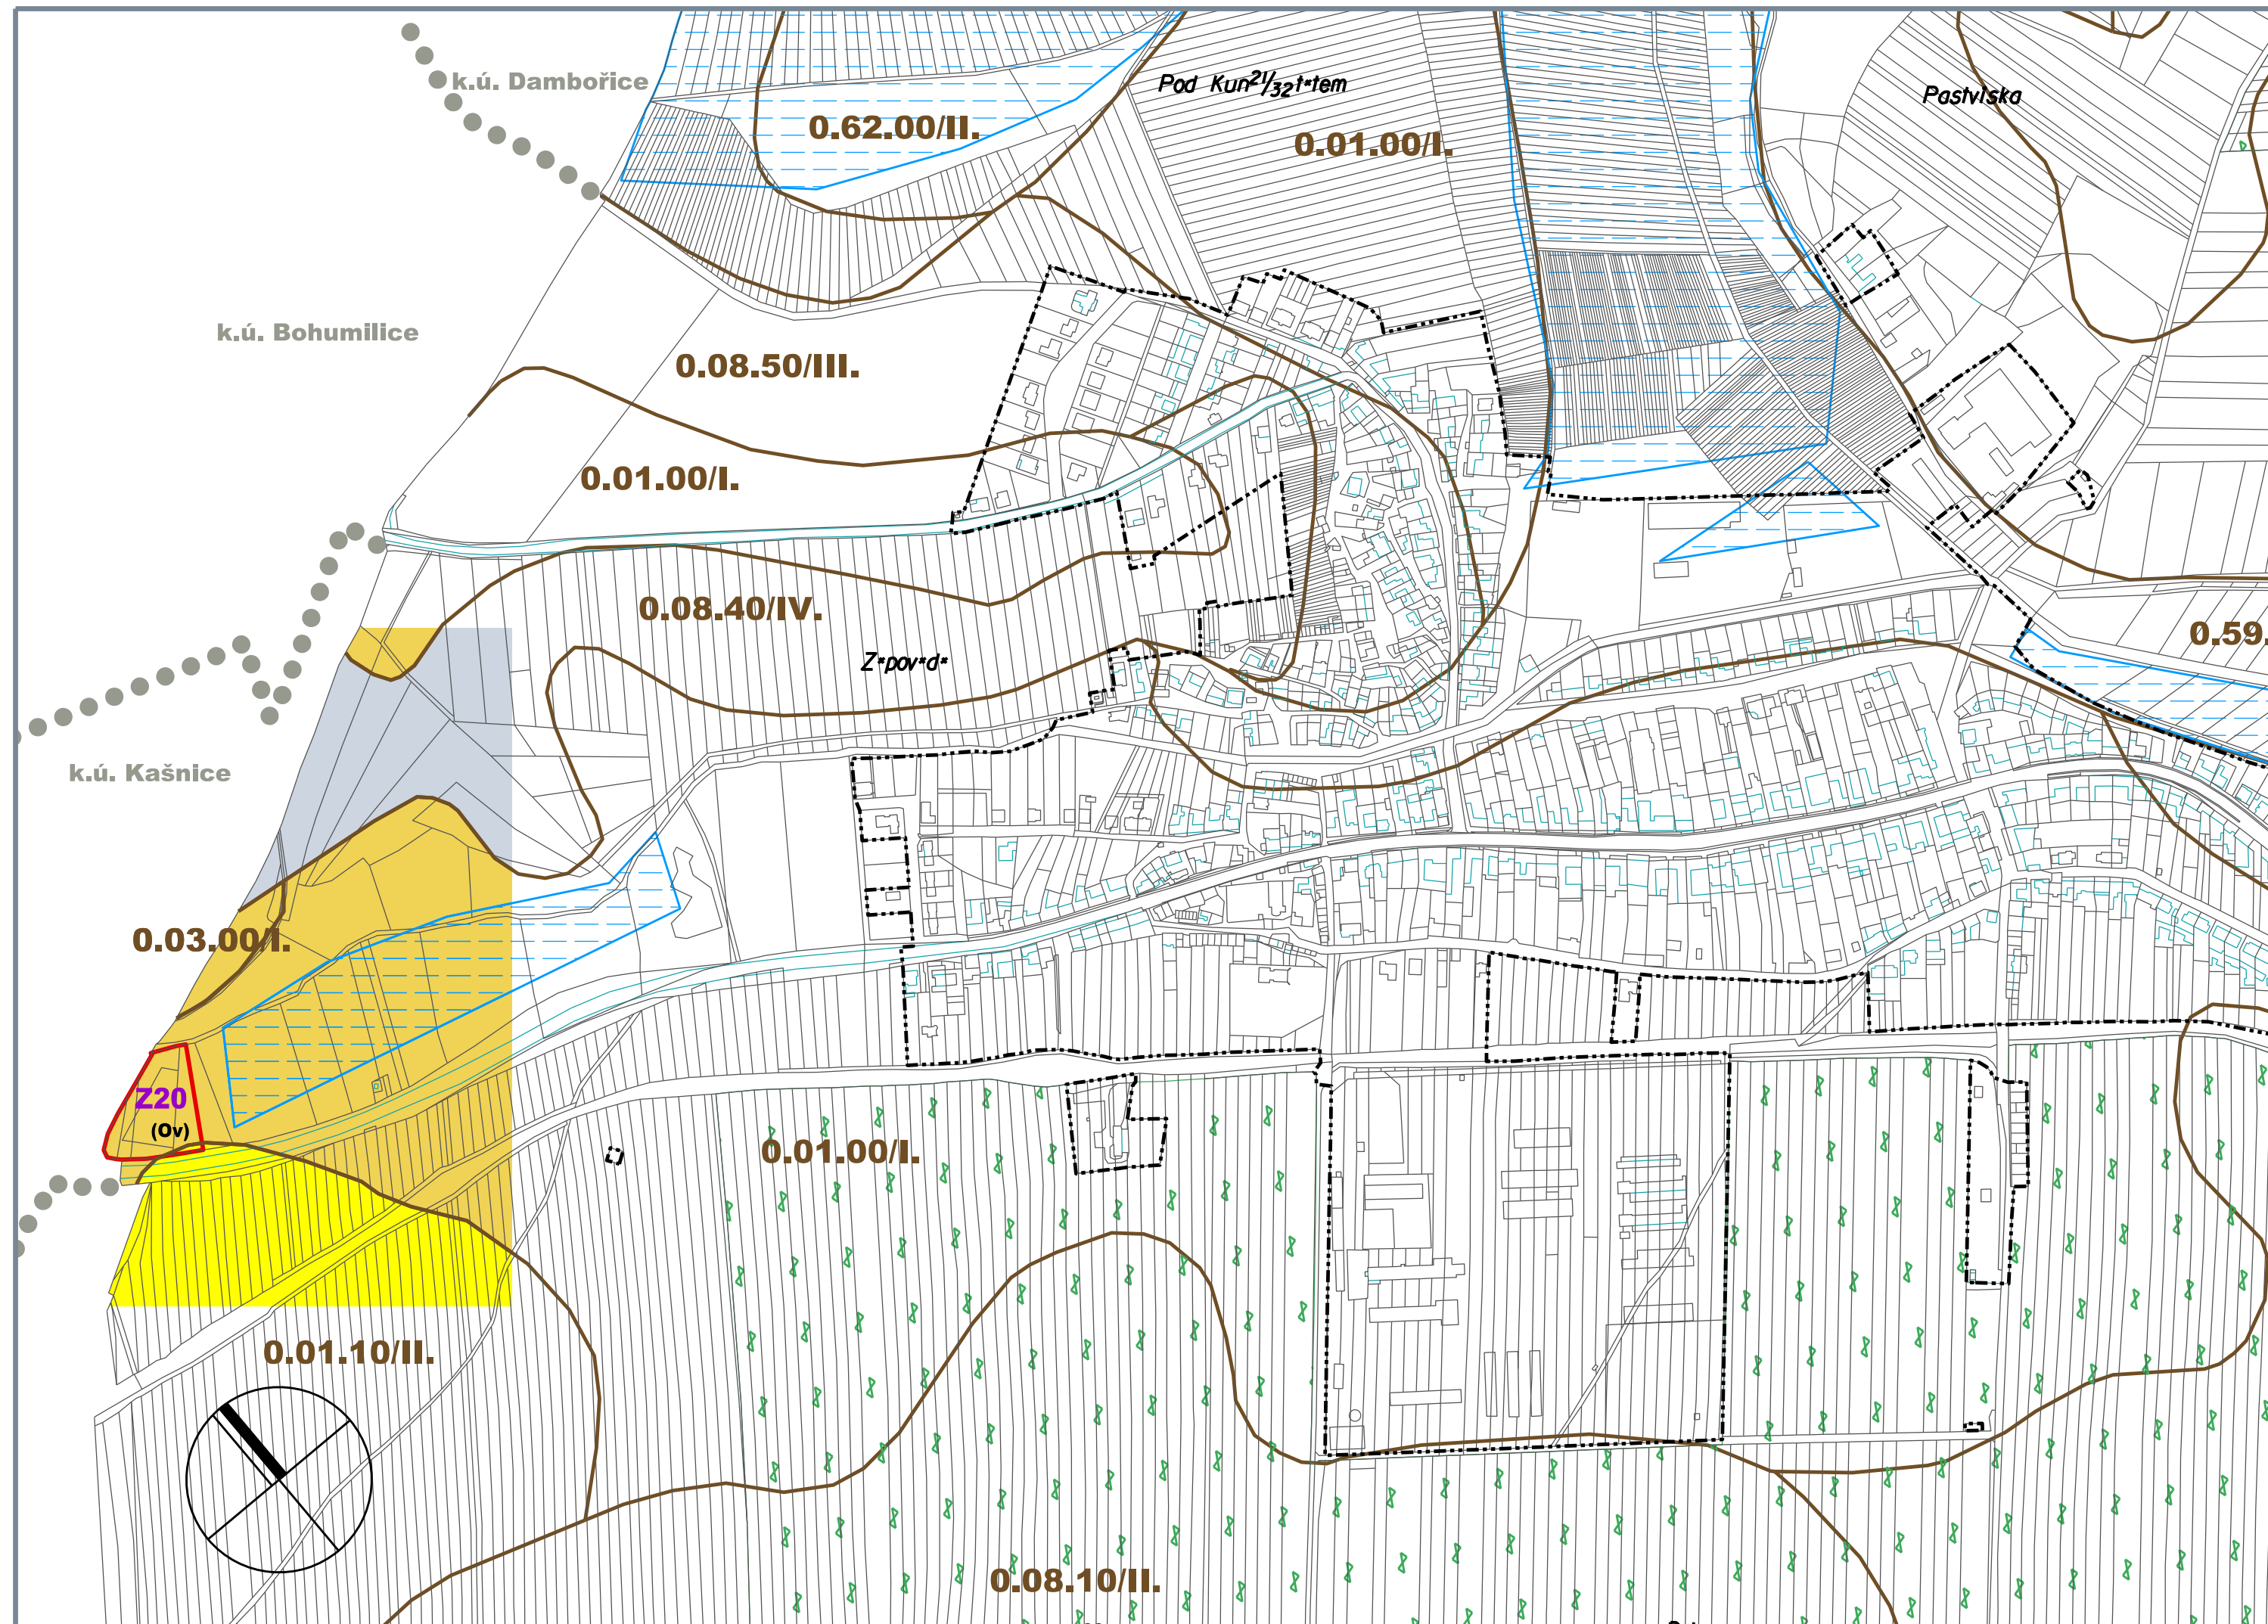 k.ú. Dambořice
Pod Kun21/32t*tem
Pastviska
0.62.00/II.
0.01.00/I.
k.ú. Bohumilice
0.08.50/III.
0.01.00/I.
0.08.40/IV.
0.59.
Z*pov*d*
k.ú. Kašnice
0.03.00/I.
Z20
(Ov)
0.01.00/I.
0.01.10/II.
0.08.10/II.